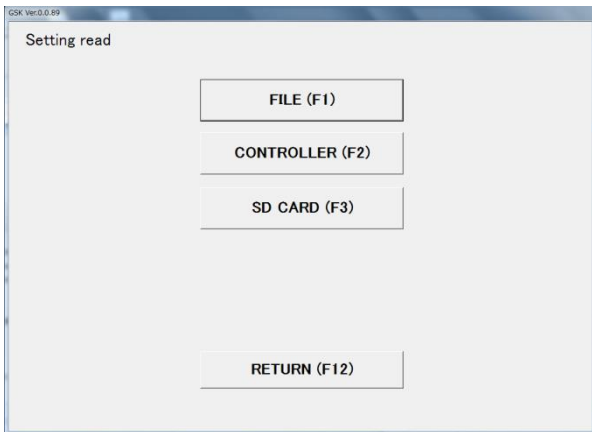 GSK Ver.0.0.89
Setting read
FILE (F1)
CONTROLLER (F2)
SD CARD (F3)
RETURN (F12)